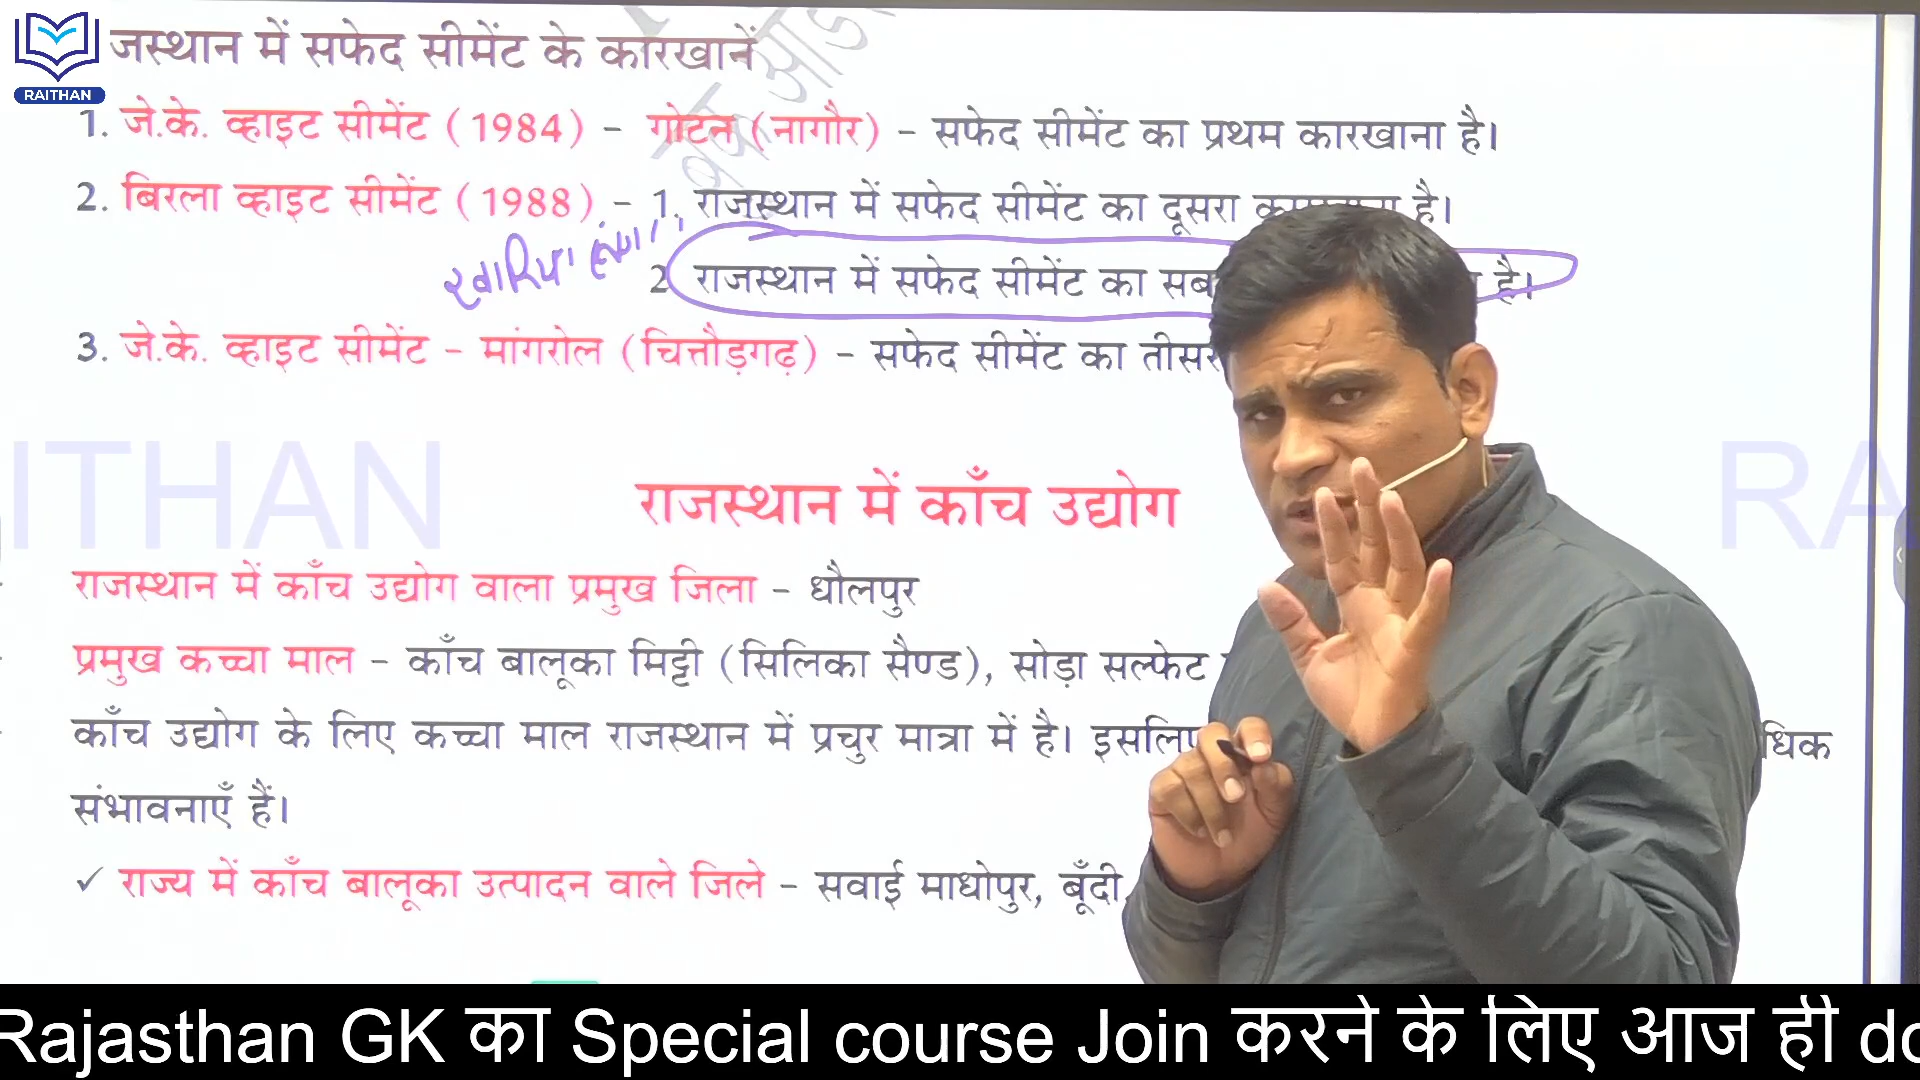 RAITHAN
जस्थान में सफेद सीमेंट के कारखानें
1. जे.के. व्हाइट सीमेंट (1984) - गोटन (नागौर) - सफेद सीमेंट का प्रथम कारखाना है।
2. बिरला व्हाइट सीमेंट (1988) - 1. राजस्थान में सफेद सीमेंट का दूसरा है।
2 राजस्थान में सफेद सीमेंट का सब है।
3. जे.के. व्हाइट सीमेंट - मांगरोल (चित्तौड़गढ़) - सफेद सीमेंट का तीसर
ITHAN
RA
राजस्थान में काँच उद्योग
राजस्थान में काँच उद्योग वाला प्रमुख जिला - धौलपुर
प्रमुख कच्चा माल - काँच बालूका मिट्टी (सिलिका सैण्ड), सोड़ा सल्फेट
काँच उद्योग के लिए कच्चा माल राजस्थान में प्रचुर मात्रा में है। इसलिए धिक
संभावनाएँ हैं।
✓ राज्य में काँच बालूका उत्पादन वाले जिले - सवाई माधोपुर, बूँदी,
Rajasthan GK का Special course Join करने के लिए आज ही do